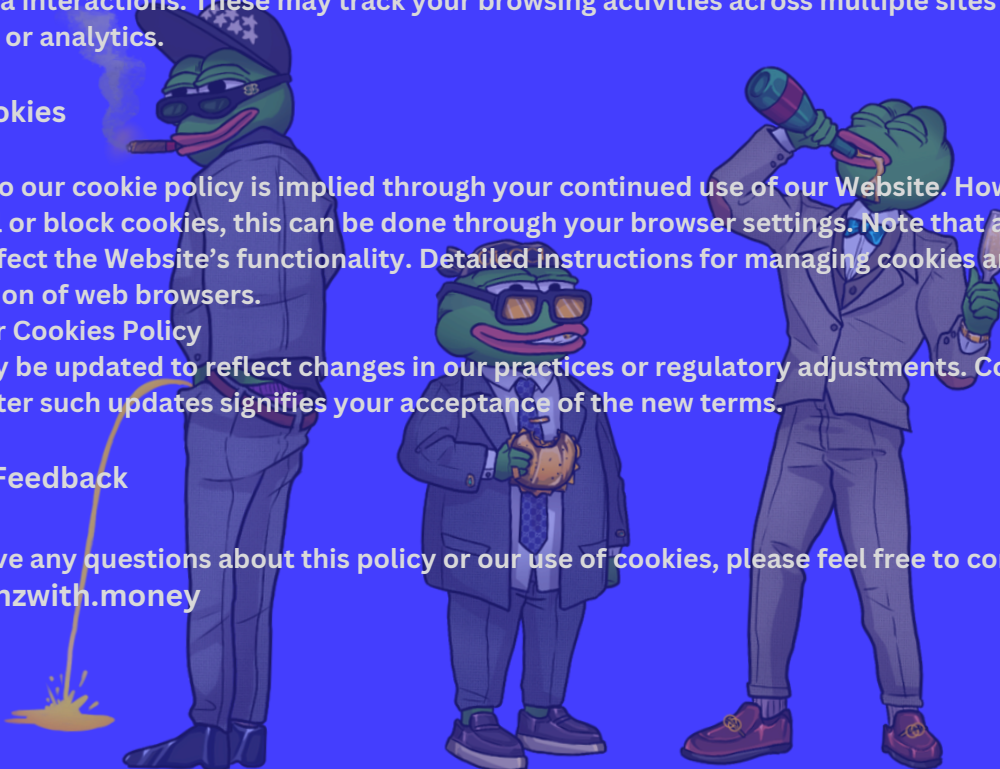 a interactions. These may track your browsing activities across multiple sites
or analytics.
okies
o our cookie policy is implied through your continued use of our Website. How
or block cookies, this can be done through your browser settings. Note that a
fect the Website’s functionality. Detailed instructions for managing cookies a
ion of web browsers.
r Cookies Policy
y be updated to reflect changes in our practices or regulatory adjustments. Co
ter such updates signifies your acceptance of the new terms.
Feedback
ve any questions about this policy or our use of cookies, please feel free to co
nzwith.money